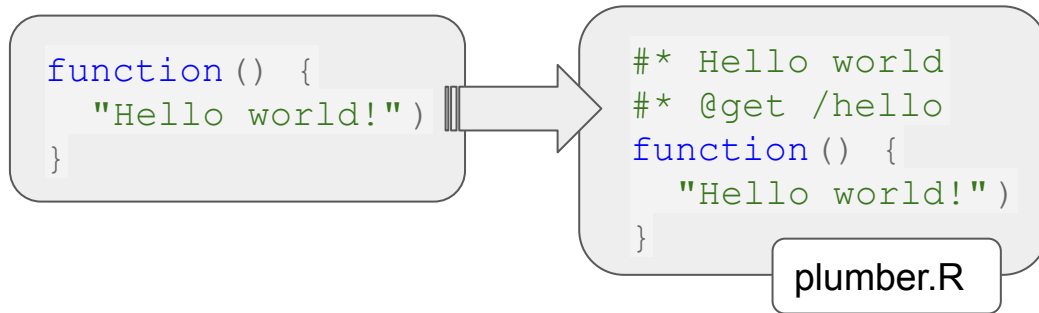 function() {
  "Hello world!")
}
#* Hello world
#* @get /hello
function() {
  "Hello world!")
}
plumber.R